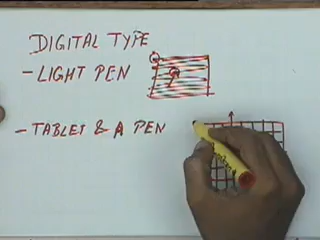 DIGITAL TYPE
- LIGHT PEN
- TABLET & A PEN